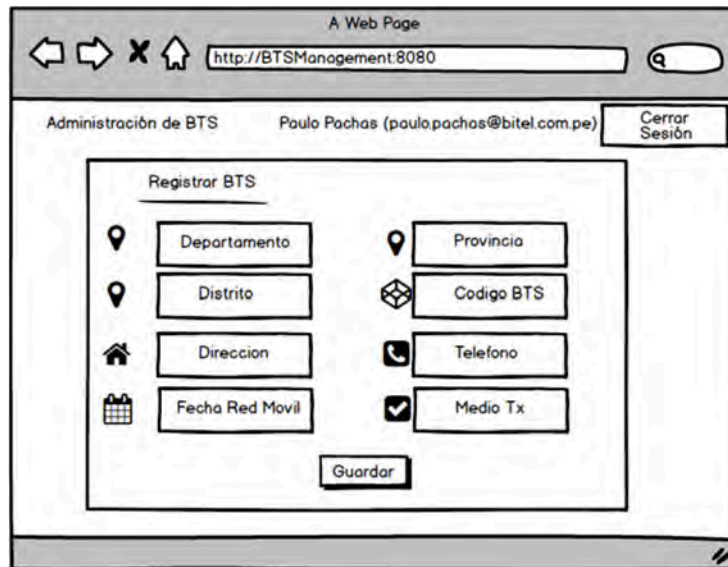 A Web Page
http://BTSManagement:8080
Administración de BTS
Paulo Pachas (paulo.pachas@bitel.com.pe)
Cerrar
Sesión
Registrar BTS
Departamento
Provincia
Distrito
Codigo BTS
Direccion
Telefono
Fecha Red Movil
Medio Tx
Guardar